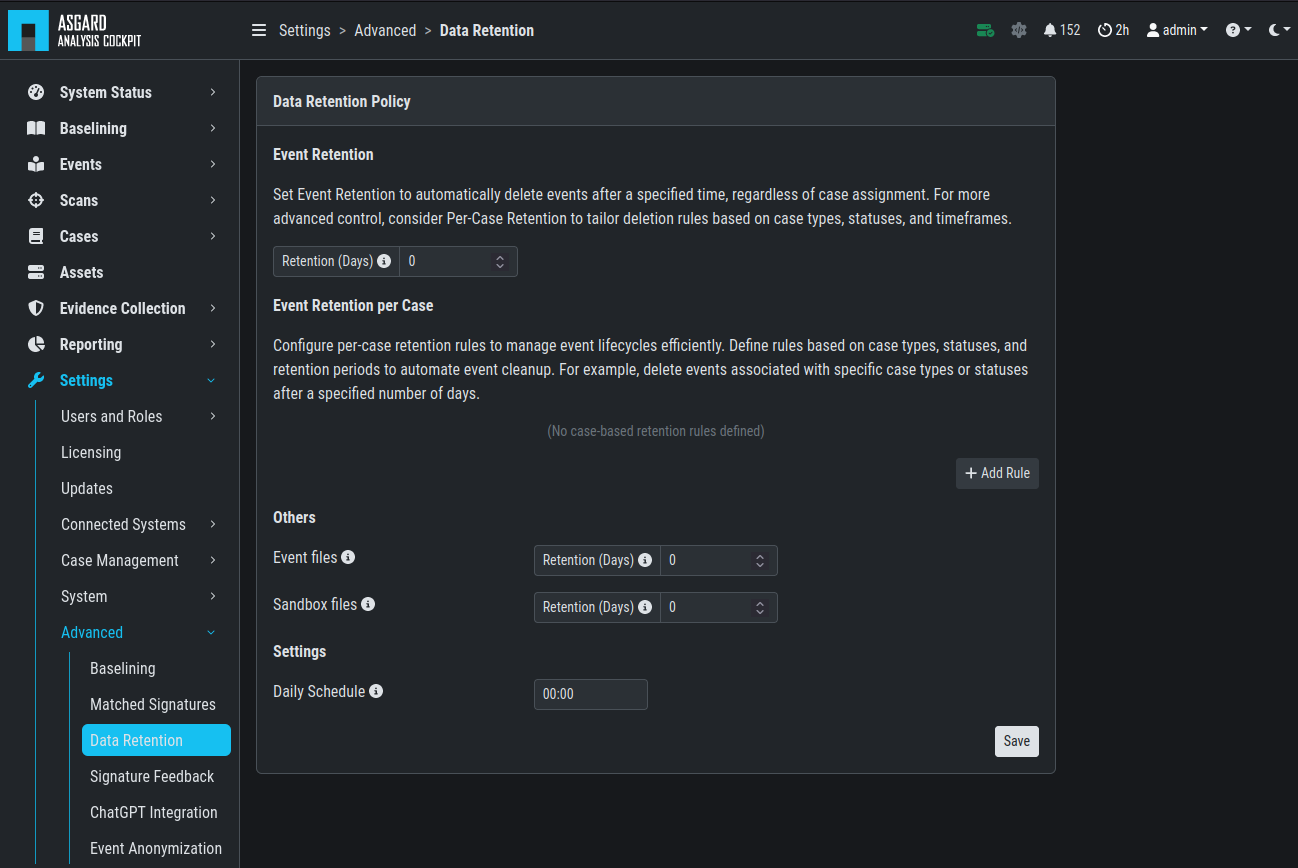 ASGARD
ANALYSIS COCKPIT
Settings > Advanced > Data Retention
152
2h
admin
System Status
Baselining
Events
Scans
Cases
Assets
Evidence Collection
Reporting
Settings
Users and Roles
Licensing
Updates
Connected Systems
Case Management
System
Advanced
Baselining
Matched Signatures
Data Retention
Signature Feedback
ChatGPT Integration
Event Anonymization
Data Retention Policy
Event Retention
Set Event Retention to automatically delete events after a specified time, regardless of case assignment. For more
advanced control, consider Per-Case Retention to tailor deletion rules based on case types, statuses, and timeframes.
Retention (Days) 0
Event Retention per Case
Configure per-case retention rules to manage event lifecycles efficiently. Define rules based on case types, statuses, and
retention periods to automate event cleanup. For example, delete events associated with specific case types or statuses
after a specified number of days.
(No case-based retention rules defined)
+ Add Rule
Others
Event files Retention (Days) 0
Sandbox files Retention (Days) 0
Settings
Daily Schedule 00:00
Save